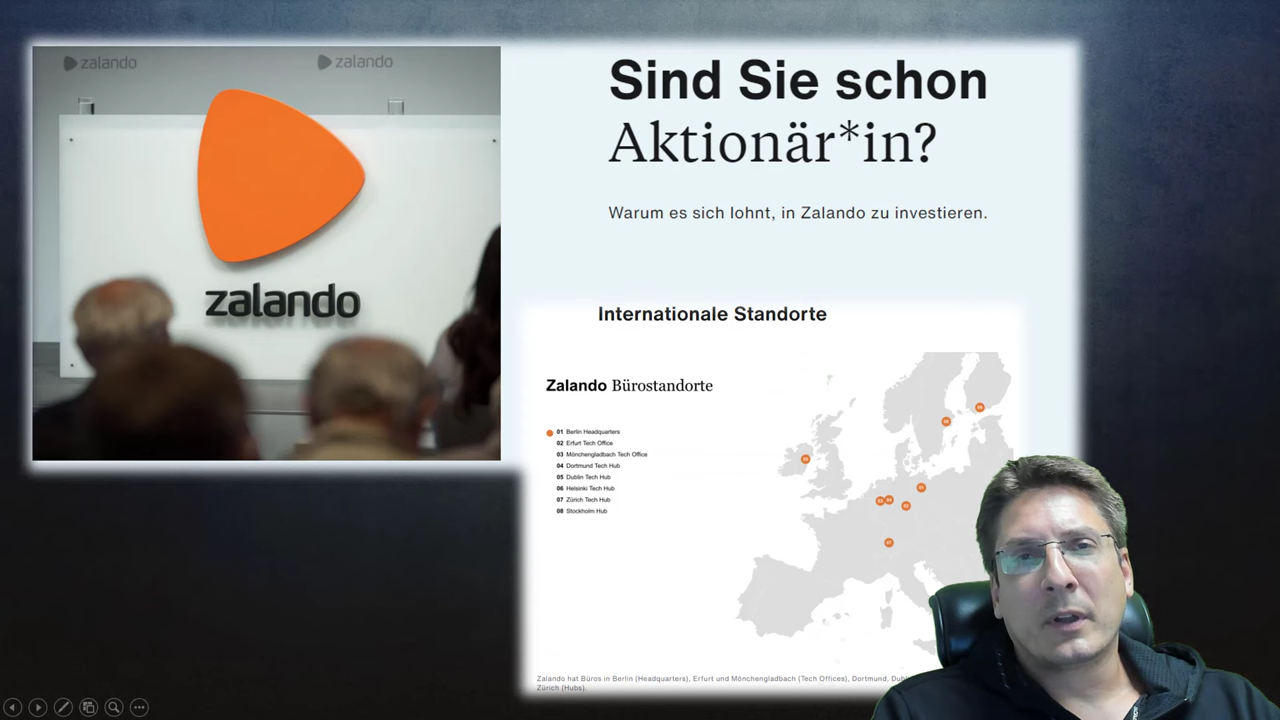 zalando
zalando
zalando
Sind Sie schon
Aktionär*in?
Warum es sich lohnt, in Zalando zu investieren.
Internationale Standorte
Zalando Bürostandorte
01 Berlin Headquarters
02 Erfurt Tech Office
03 Mönchengladbach Tech Office
04 Dortmund Tech Hub
05 Dublin Tech Hub
06 Helsinki Tech Hub
07 Zürich Tech Hub
08 Stockholm Hub
01
07
Zalando hat Büros in Berlin (Headquarters), Erfurt und Mönchengladbach (Tech Offices), Dortmund,
Zürich (Hubs).